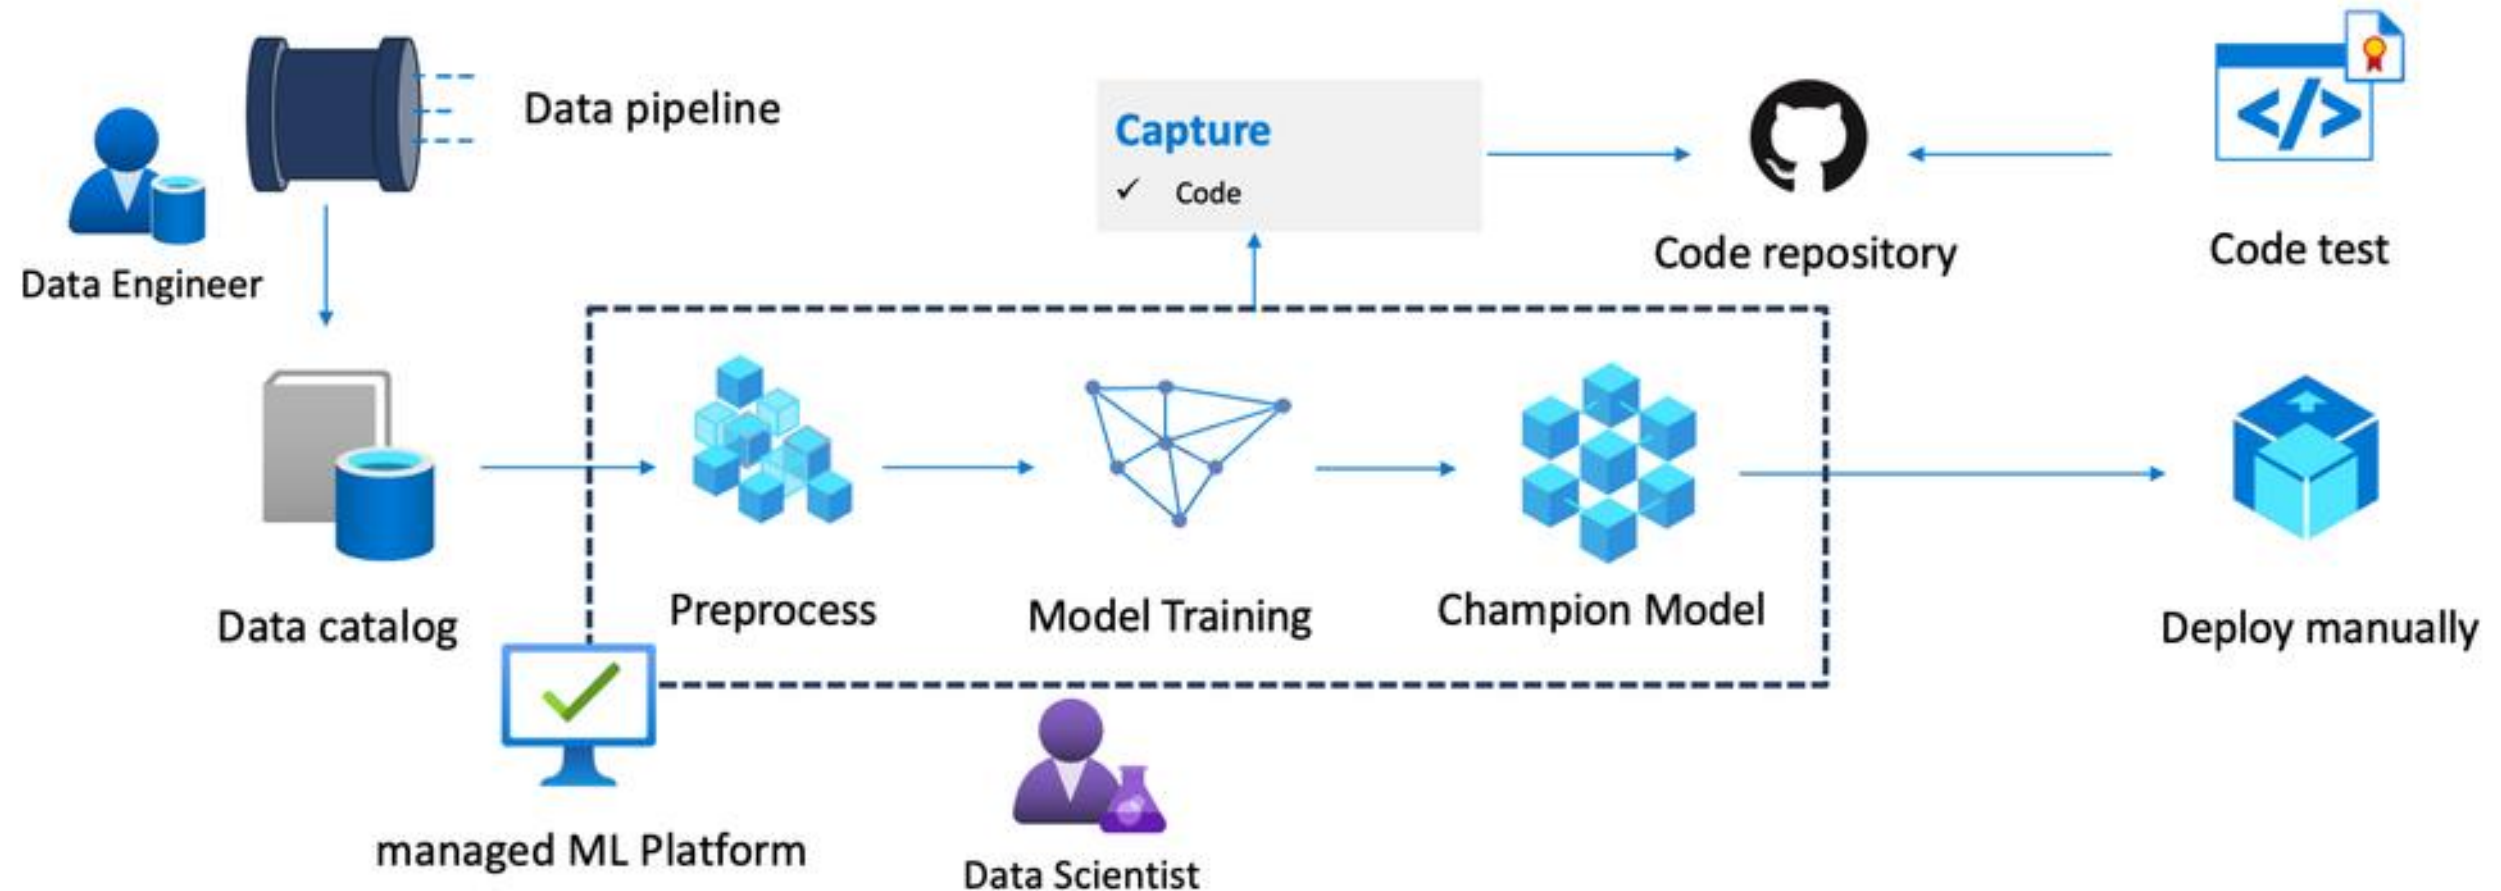 Data pipeline
Data Engineer
Capture
✓ Code
Code repository
</>
Code test
Data catalog
Preprocess
Model Training
Champion Model
Deploy manually
managed ML Platform
Data Scientist